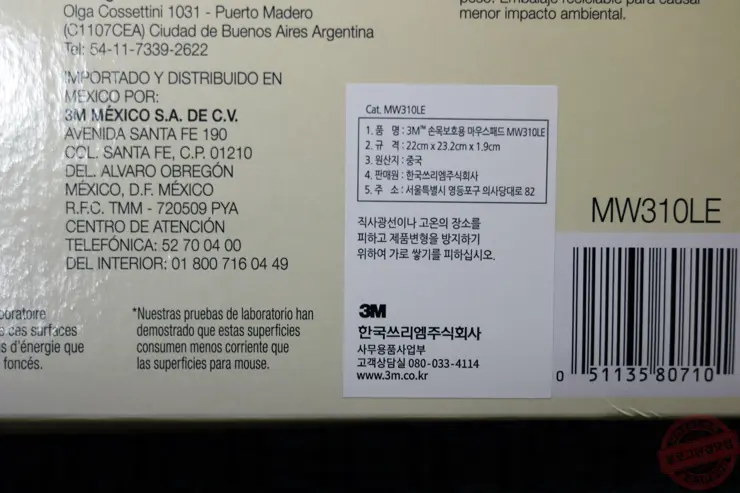 Olga Cossettini 1031 - Puerto Madero
(C1107CEA) Ciudad de Buenos Aires Argentina
Tel: 54-11-7339-2622
IMPORTADO Y DISTRIBUIDO EN
MÉXICO POR:
3M MÉXICO S.A. DE C.V.
AVENIDA SANTA FE 190
COL. SANTA FE, C.P. 01210
DEL. ALVARO OBREGÓN
MÉXICO, D.F. MÉXICO
R.F.C. TMM - 720509 PYA
CENTRO DE ATENCIÓN
TELEFÓNICA: 52 70 04 00
DEL INTERIOR: 01 800 716 04 49
Embalaje reciclable para causar
menor impacto ambiental.
surfaces
d'énergie que
foncés.
*Nuestras pruebas de laboratorio han
demostrado que estas superficies
consumen menos corriente que
las superficies para mouse.
Cat. MW310LE
1. 품 명 : 3M™ 손목보호용 마우스패드 MW310LE
2. 규 격 : 22cm x 23.2cm x 1.9cm
3. 원산지 : 중국
4. 판매원 : 한국쓰리엠주식회사
5. 주 소 : 서울특별시 영등포구 의사당대로 82
직사광선이나 고온의 장소를
피하고 제품변형을 방지하기
위하여 가로 쌓기를 피하십시오.
3M
한국쓰리엠주식회사
사무용품사업부
고객상담실 080-033-4114
www.3m.co.kr
MW310LE
0 51135 80710